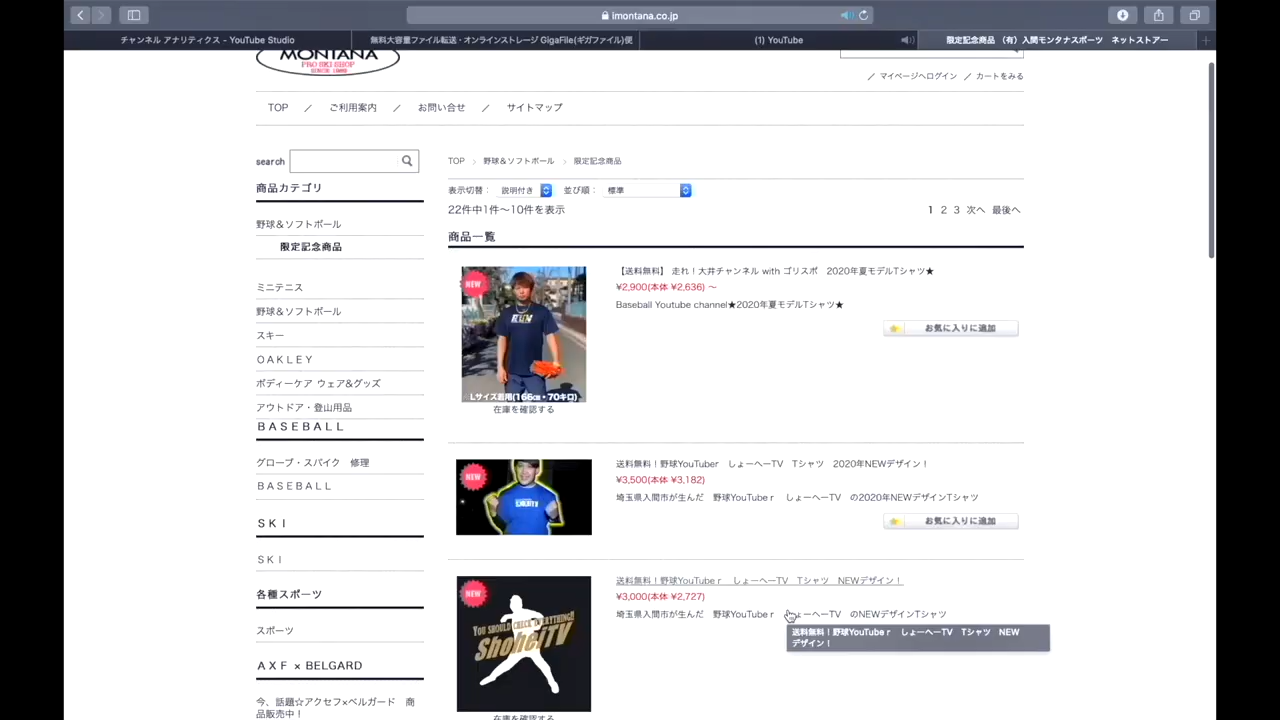 imontana.co.jp
チャンネル アナリティクス - YouTube Studio
無料大容量ファイル転送・オンラインストレージ GigaFile(ギガファイル)便
(1) YouTube
限定記念商品 (有)入間モンタナスポーツ ネットストアー
MONTANA
PRO SKI SHOP
／ マイページへログイン ／ カートをみる
TOP ／ ご利用案内 ／ お問い合せ ／ サイトマップ
search
商品カテゴリ
野球＆ソフトボール
限定記念商品
ミニテニス
野球＆ソフトボール
スキー
ＯＡＫＬＥＹ
ボディーケア ウェア&グッズ
アウトドア・登山用品
ＢＡＳＥＢＡＬＬ
グローブ・スパイク 修理
ＢＡＳＥＢＡＬＬ
ＳＫＩ
ＳＫＩ
各種スポーツ
スポーツ
ＡＸＦ × BELGARD
今、話題☆アクセフ×ベルガード 商
品販売中！
TOP > 野球＆ソフトボール > 限定記念商品
表示切替： 説明付き 並び順： 標準
22件中1件〜10件を表示
1 2 3 次へ 最後へ
商品一覧
NEW
RUN
Lサイズ着用(166㎝・70キロ)
在庫を確認する
【送料無料】 走れ！大井チャンネル with ゴリスポ 2020年夏モデルTシャツ★
¥2,900(本体 ¥2,636) 〜
Baseball Youtube channel★2020年夏モデルTシャツ★
お気に入りに追加
NEW
SHOHEITV
送料無料！野球YouTuber しょーへーTV Tシャツ 2020年NEWデザイン！
¥3,500(本体 ¥3,182)
埼玉県入間市が生んだ 野球YouTubeｒ しょーへーTV の2020年NEWデザインTシャツ
お気に入りに追加
NEW
YOU SHOULD CHECK EVERYTHING!!
ShoheiTV
在庫を確認する
送料無料！野球YouTubeｒ しょーへーTV Tシャツ NEWデザイン！
¥3,000(本体 ¥2,727)
埼玉県入間市が生んだ 野球YouTubeｒ しょーへーTV のNEWデザインTシャツ
送料無料！野球YouTubeｒ しょーへーTV Tシャツ NEW
デザイン！